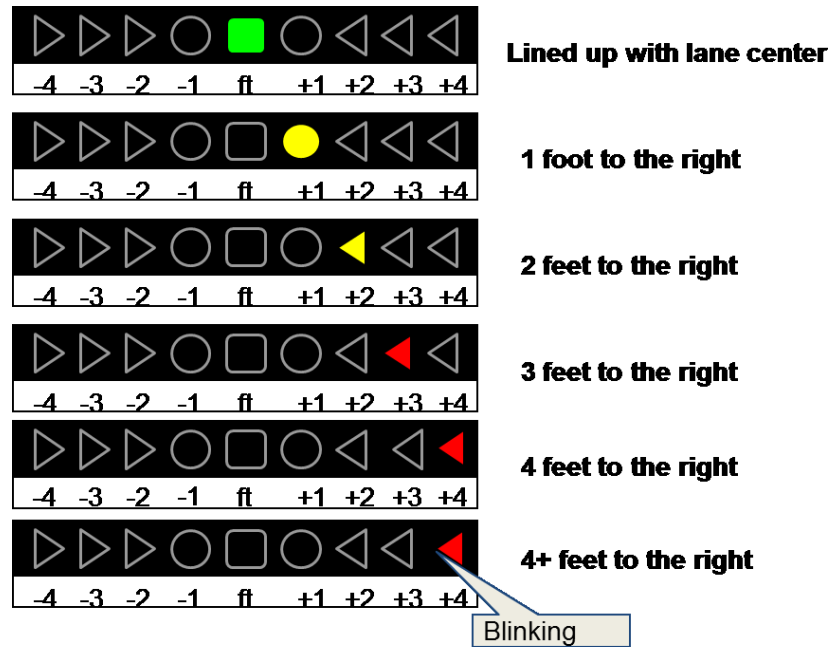 -4 -3 -2 -1 ft +1 +2 +3 +4
Lined up with lane center
-4 -3 -2 -1 ft +1 +2 +3 +4
1 foot to the right
-4 -3 -2 -1 ft +1 +2 +3 +4
2 feet to the right
-4 -3 -2 -1 ft +1 +2 +3 +4
3 feet to the right
-4 -3 -2 -1 ft +1 +2 +3 +4
4 feet to the right
-4 -3 -2 -1 ft +1 +2 +3 +4
4+ feet to the right
Blinking